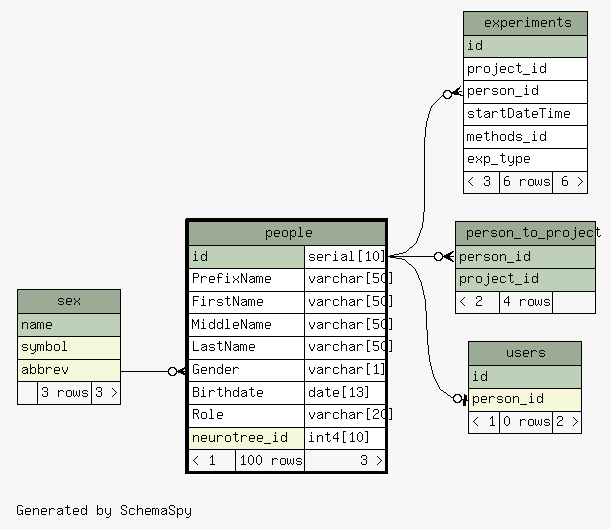 experiments
id
project_id
person_id
startDateTime
methods_id
exp_type
< 3 6 rows 6 >
people
id serial[10]
PrefixName varchar[50]
FirstName varchar[50]
MiddleName varchar[50]
LastName varchar[50]
Gender varchar[1]
Birthdate date[13]
Role varchar[20]
neurotree_id int4[10]
< 1 100 rows 3 >
person_to_project
person_id
project_id
< 2 4 rows
sex
name
symbol
abbrev
3 rows 3 >
users
id
person_id
< 1 0 rows 2 >
Generated by SchemaSpy